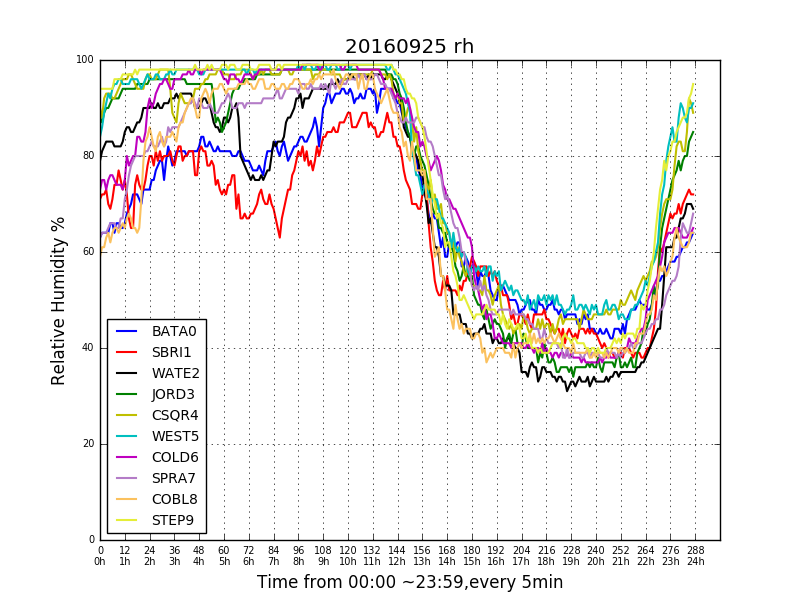 20160925 rh
100
80
60
40
20
0
Relative Humidity %
BATA0
SBRI1
WATE2
JORD3
CSQR4
WEST5
COLD6
SPRA7
COBL8
STEP9
0 12 24 36 48 60 72 84 96 108 120 132 144 156 168 180 192 204 216 228 240 252 264 276 288
0h 1h 2h 3h 4h 5h 6h 7h 8h 9h 10h 11h 12h 13h 14h 15h 16h 17h 18h 19h 20h 21h 22h 23h 24h
Time from 00:00 ~23:59,every 5min